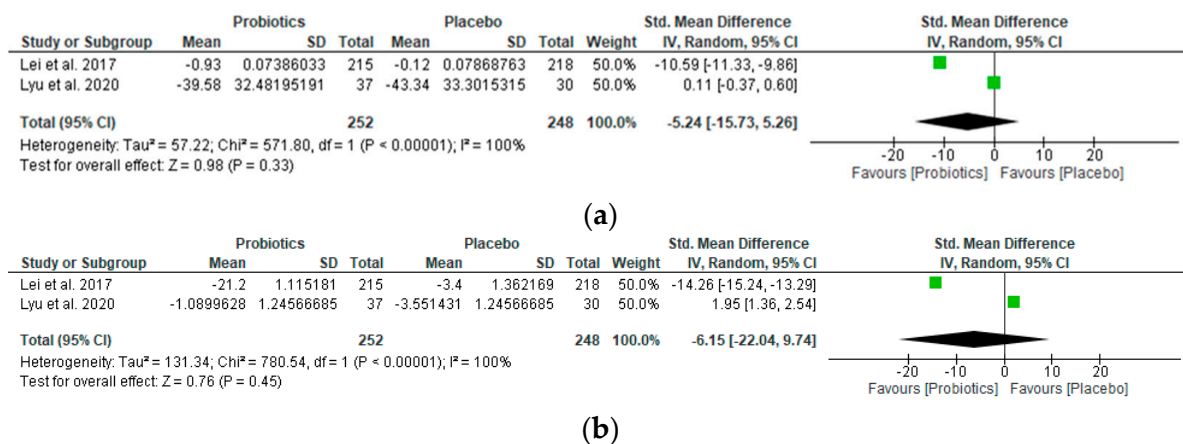 Probiotics Placebo Std. Mean Difference Std. Mean Difference
Study or Subgroup Mean SD Total Mean SD Total Weight IV, Random, 95% CI IV, Random, 95% CI
Lei et al. 2017 -0.93 0.07386033 215 -0.12 0.07868763 218 50.0% -10.59 [-11.33, -9.86]
Lyu et al. 2020 -39.58 32.48195191 37 -43.34 33.3015315 30 50.0% 0.11 [-0.37, 0.60]
Total (95% CI) 252 248 100.0% -5.24 [-15.73, 5.26]
Heterogeneity: Tau² = 57.22; Chi² = 571.80, df = 1 (P < 0.00001); I² = 100%
Test for overall effect: Z = 0.98 (P = 0.33)
-20 -10 0 10 20
Favours [Probiotics] Favours [Placebo]
(a)
Probiotics Placebo Std. Mean Difference Std. Mean Difference
Study or Subgroup Mean SD Total Mean SD Total Weight IV, Random, 95% CI IV, Random, 95% CI
Lei et al. 2017 -21.2 1.115181 215 -3.4 1.362169 218 50.0% -14.26 [-15.24, -13.29]
Lyu et al. 2020 -1.0899628 1.24566685 37 -3.551431 1.24566685 30 50.0% 1.95 [1.36, 2.54]
Total (95% CI) 252 248 100.0% -6.15 [-22.04, 9.74]
Heterogeneity: Tau² = 131.34; Chi² = 780.54, df = 1 (P < 0.00001); I² = 100%
Test for overall effect: Z = 0.76 (P = 0.45)
-20 -10 0 10 20
Favours [Probiotics] Favours [Placebo]
(b)